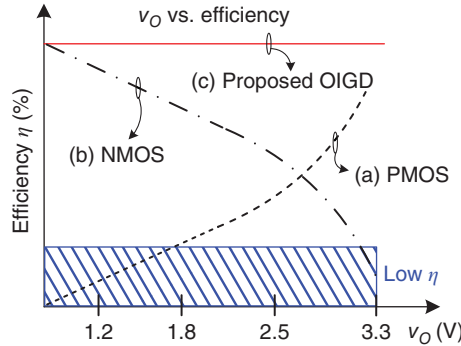 v_O vs. efficiency
Efficiency η (%)
(c) Proposed OIGD
(b) NMOS
(a) PMOS
Low η
1.2 1.8 2.5 3.3 v_O (V)